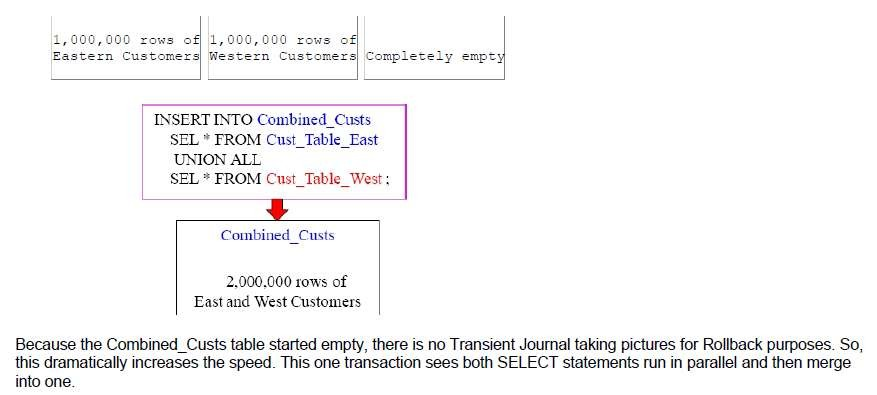 1,000,000 rows of 1,000,000 rows of
Eastern Customers Western Customers Completely empty
INSERT INTO Combined_Custs
SEL * FROM Cust_Table_East
UNION ALL
SEL * FROM Cust_Table_West ;
Combined_Custs
2,000,000 rows of
East and West Customers
Because the Combined_Custs table started empty, there is no Transient Journal taking pictures for Rollback purposes. So,
this dramatically increases the speed. This one transaction sees both SELECT statements run in parallel and then merge
into one.